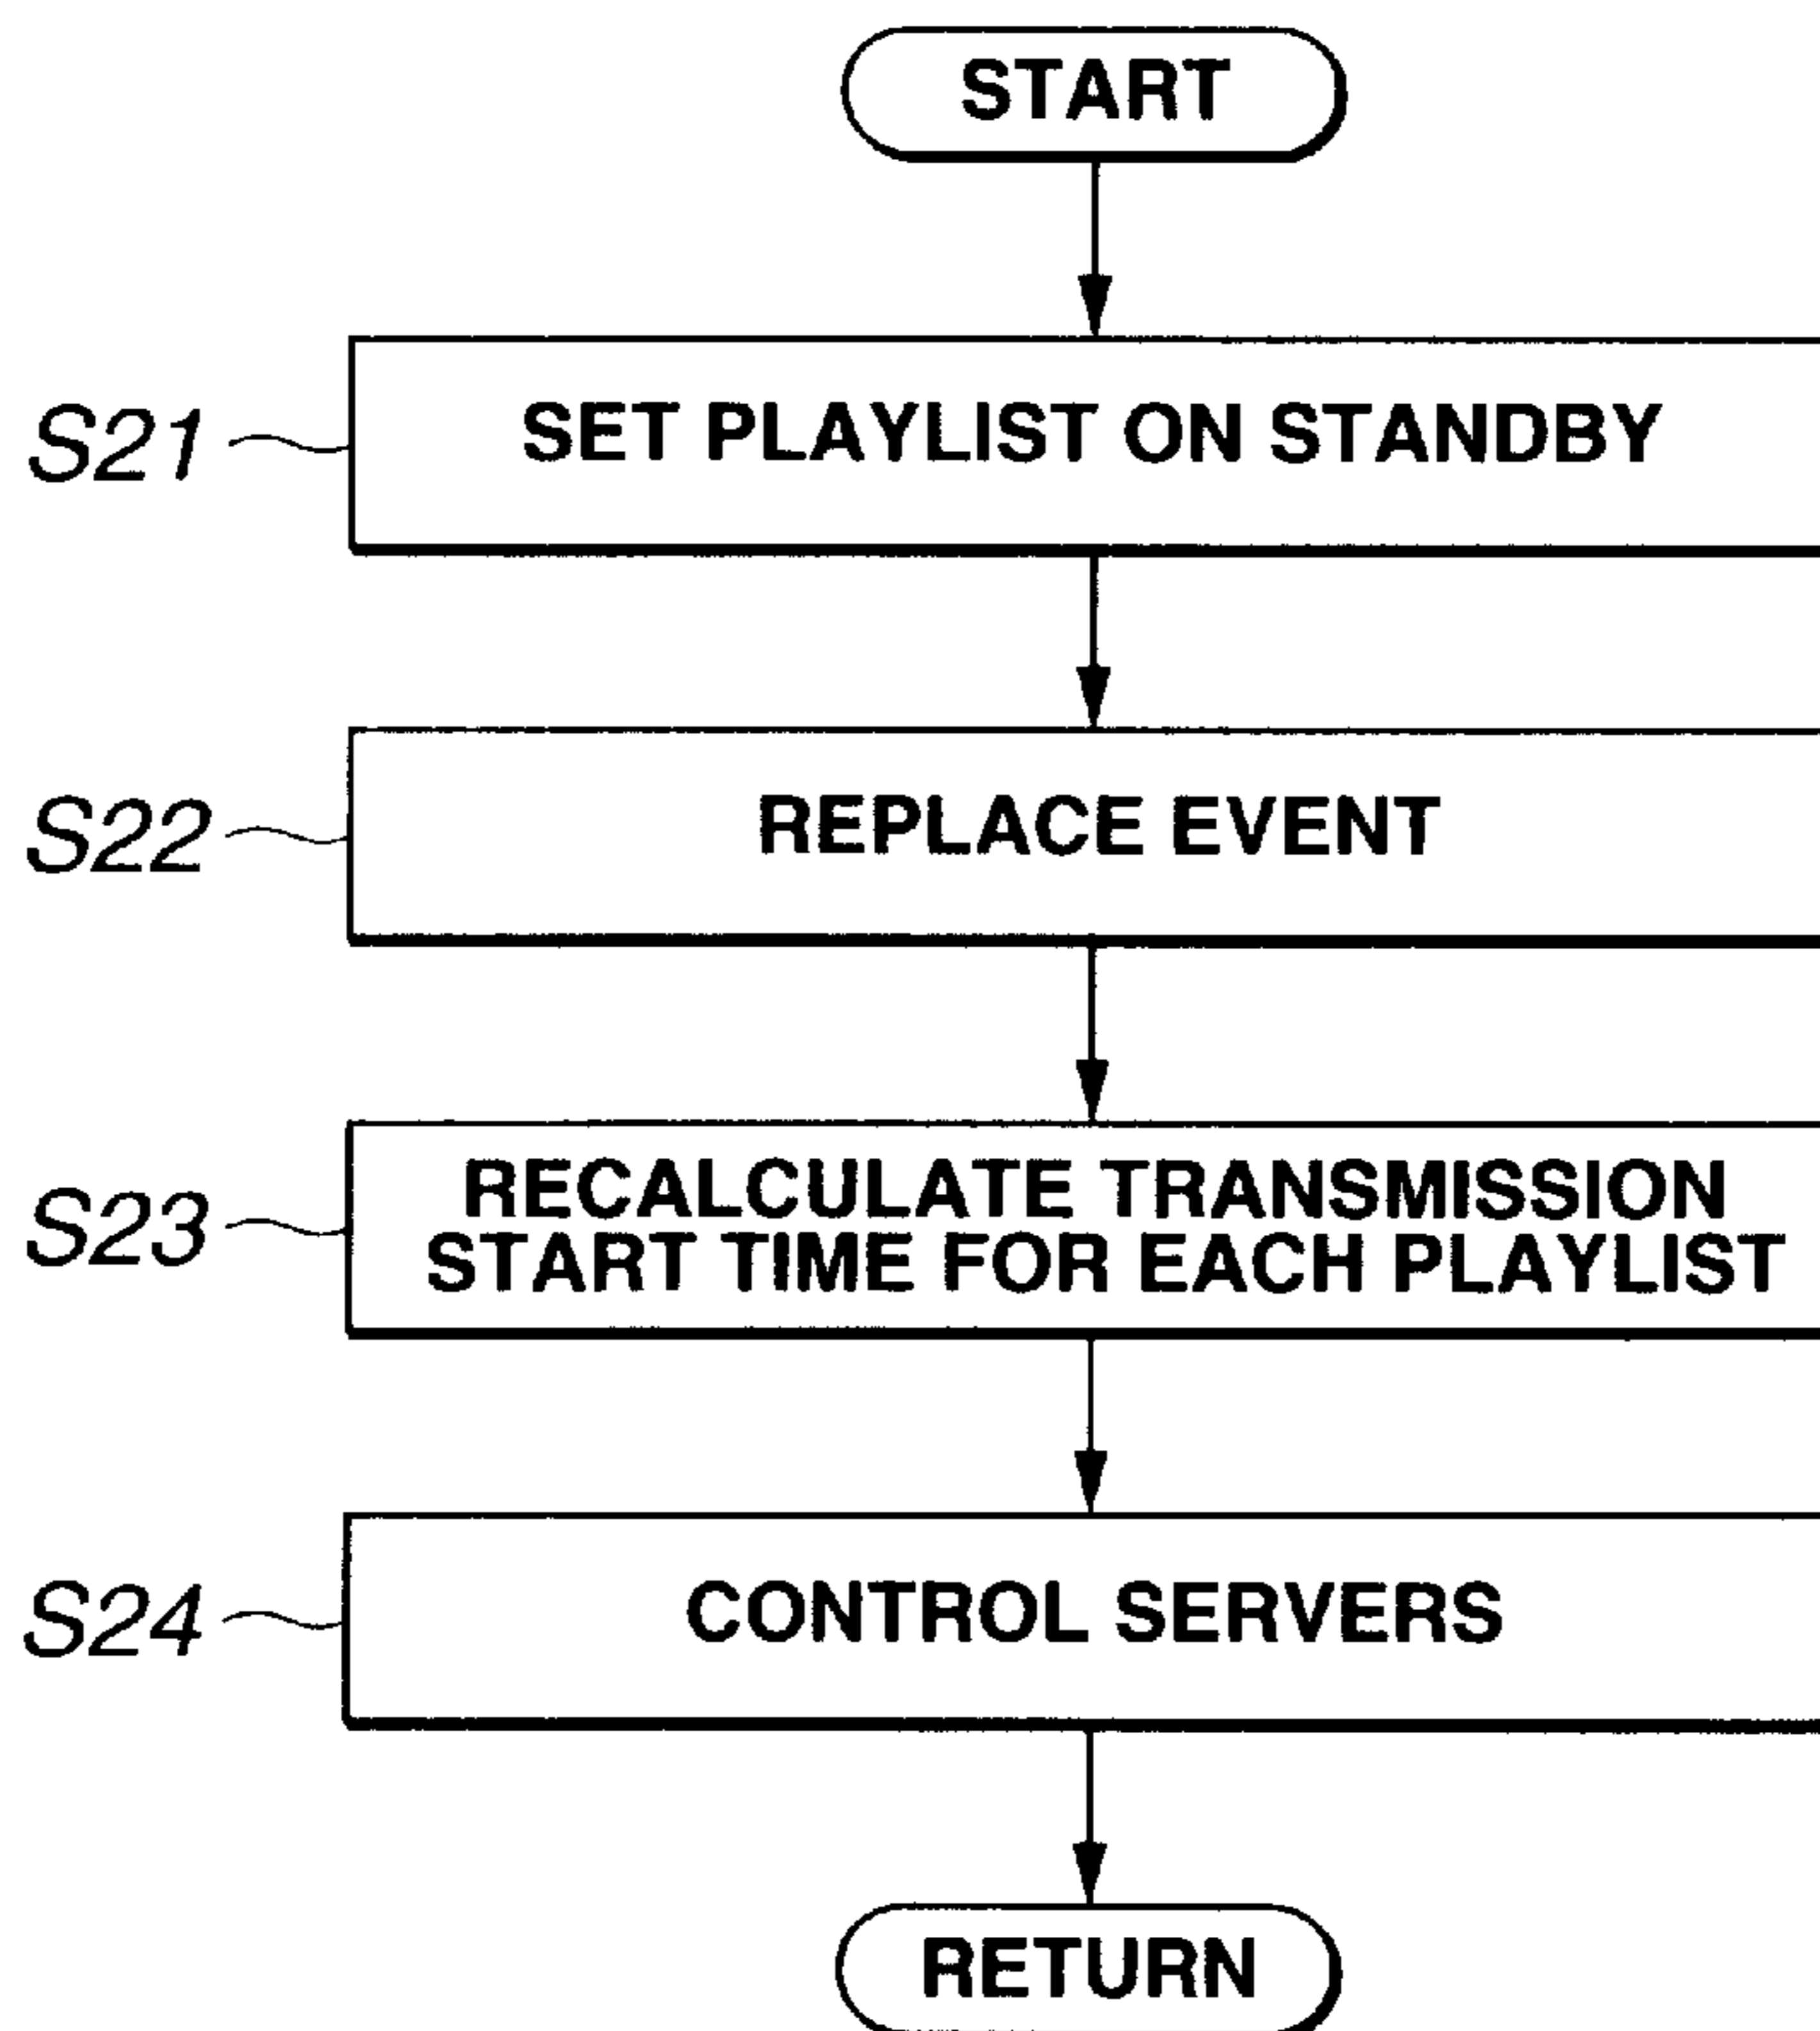 START
S21
SET PLAYLIST ON STANDBY
S22
REPLACE EVENT
S23
RECALCULATE TRANSMISSION
START TIME FOR EACH PLAYLIST
S24
CONTROL SERVERS
RETURN